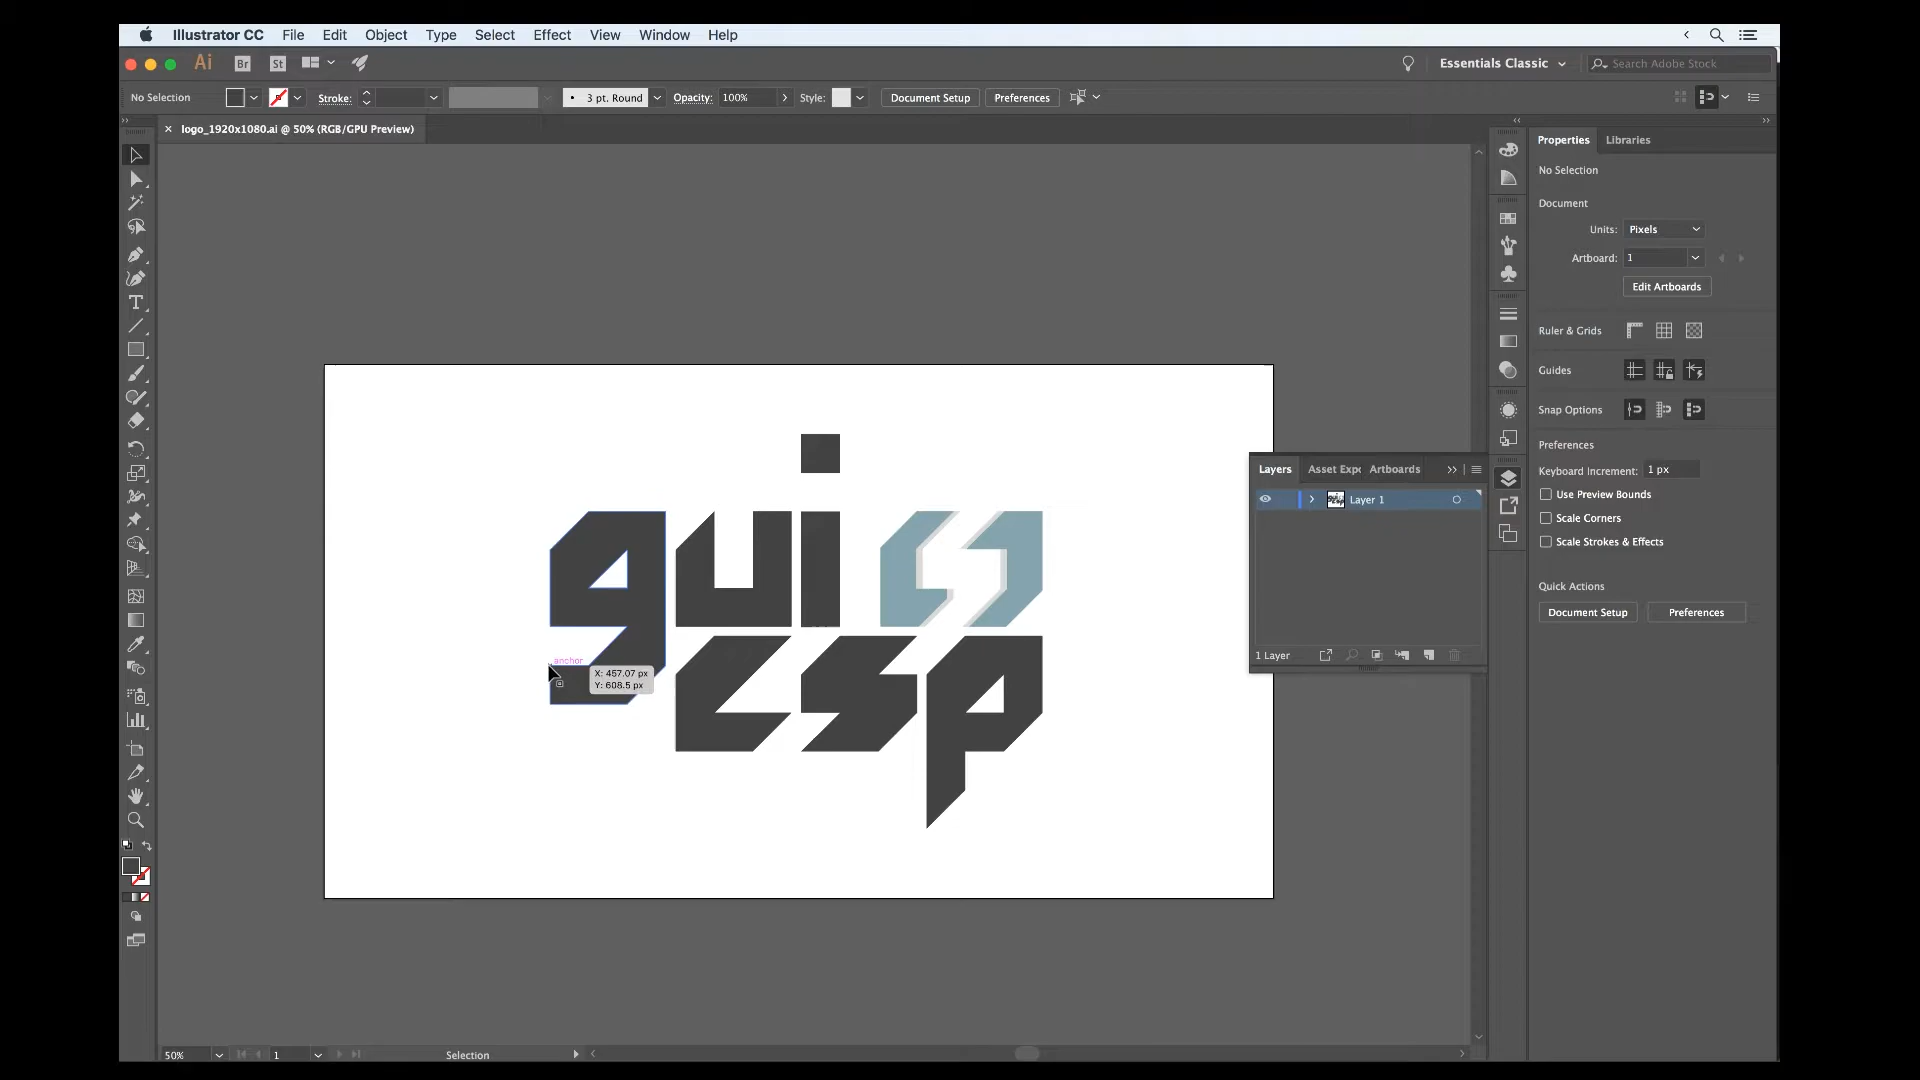 Illustrator CC File Edit Object Type Select Effect View Window Help
Ai Br St Essentials Classic Search Adobe Stock
No Selection Stroke: 3 pt. Round Opacity: 100% Style: Document Setup Preferences
× logo_1920x1080.ai @ 50% (RGB/GPU Preview)
Properties Libraries
No Selection
Document
Units: Pixels
Artboard: 1
Edit Artboards
Ruler & Grids
Guides
Snap Options
Preferences
Keyboard Increment: 1 px
Use Preview Bounds
Scale Corners
Scale Strokes & Effects
Quick Actions
Document Setup Preferences
Layers Asset Expo Artboards
Layer 1
1 Layer
gui
csp
anchor
X: 457.07 px
Y: 608.5 px
50% 1 Selection